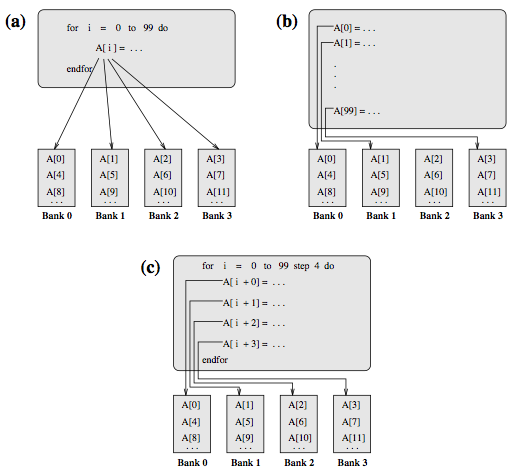 (a)
for i = 0 to 99 do
A[ i ] = . . .
endfor
A[0] A[1] A[2] A[3]
A[4] A[5] A[6] A[7]
A[8] A[9] A[10] A[11]
. . . . . . . . . . . .
Bank 0 Bank 1 Bank 2 Bank 3
(b)
A[0] = . . .
A[1] = . . .
.
.
.
A[99] = . . .
A[0] A[1] A[2] A[3]
A[4] A[5] A[6] A[7]
A[8] A[9] A[10] A[11]
. . . . . . . . . . . .
Bank 0 Bank 1 Bank 2 Bank 3
(c)
for i = 0 to 99 step 4 do
A[ i + 0] = . . .
A[ i + 1] = . . .
A[ i + 2] = . . .
A[ i + 3] = . . .
endfor
A[0] A[1] A[2] A[3]
A[4] A[5] A[6] A[7]
A[8] A[9] A[10] A[11]
. . . . . . . . . . . .
Bank 0 Bank 1 Bank 2 Bank 3